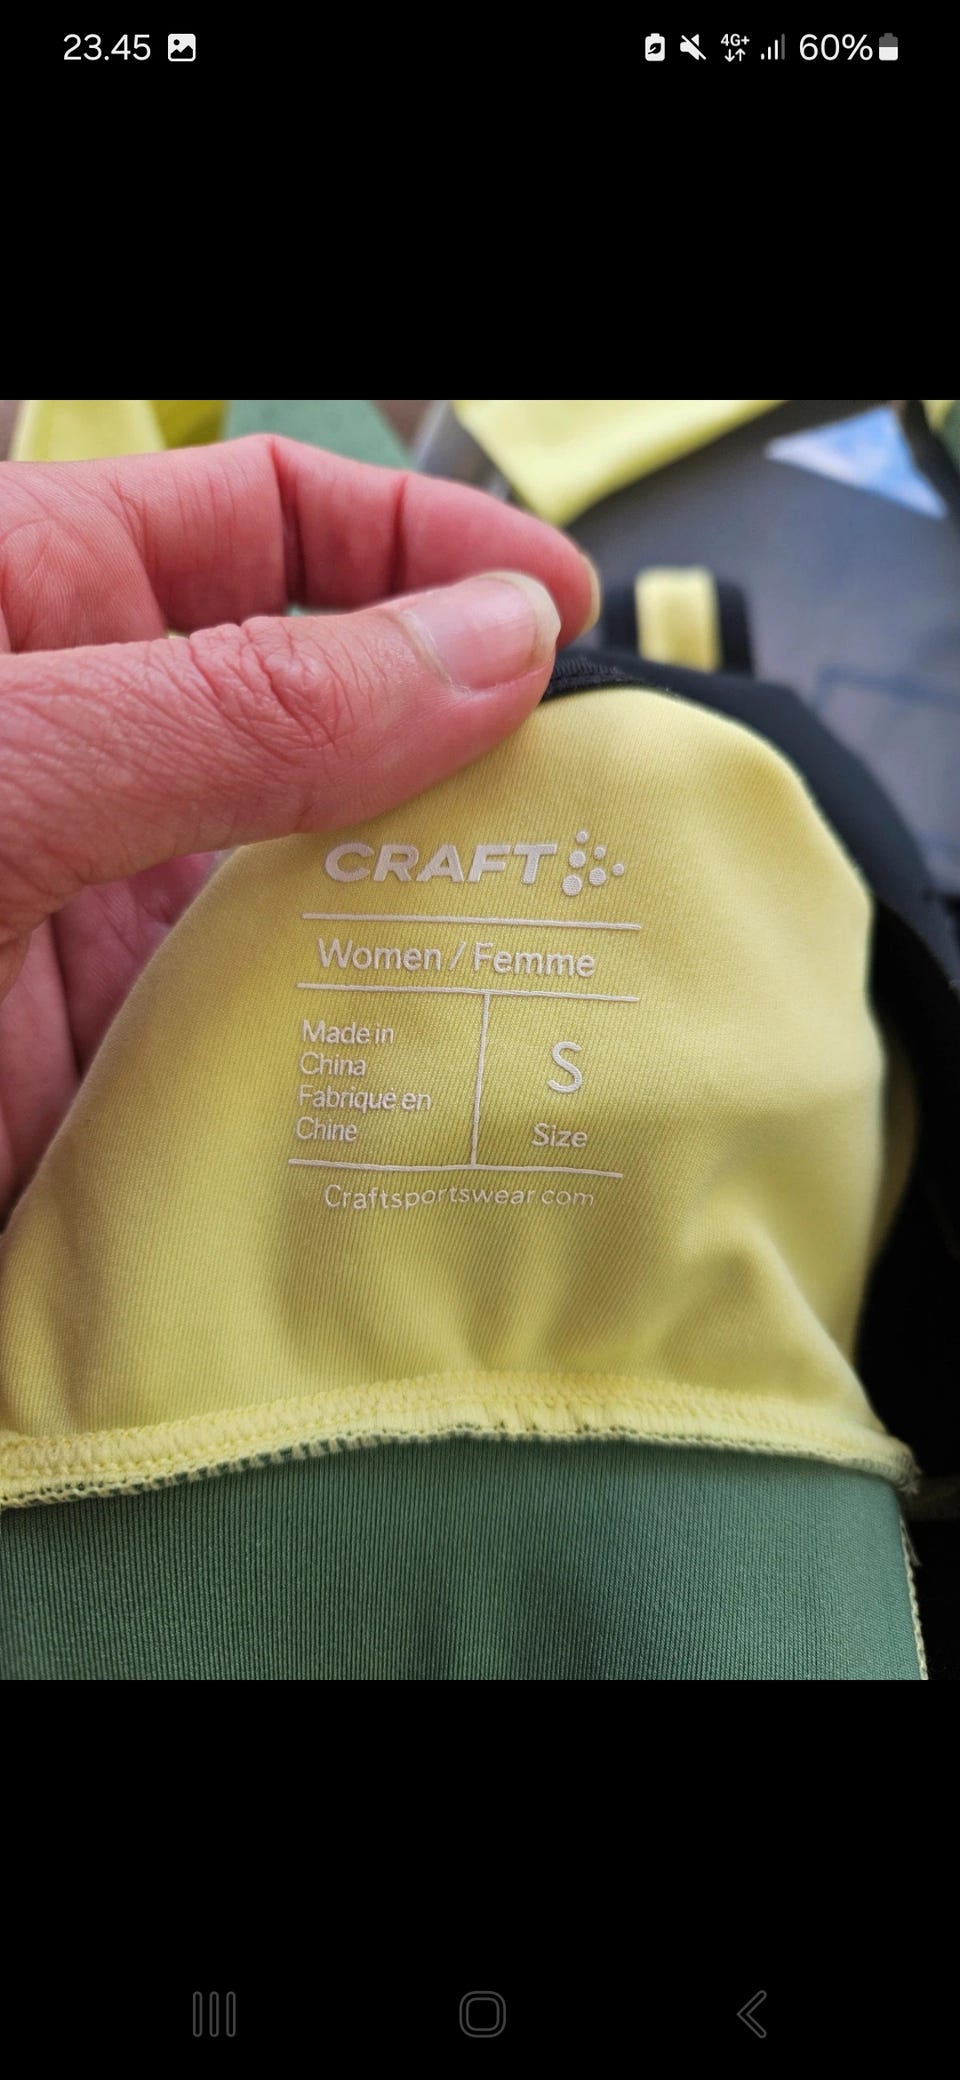 23.45 4G+ 60%
CRAFT
Women / Femme
Made in
China
Fabriqué en
Chine
S
Size
Craftsportswear.com